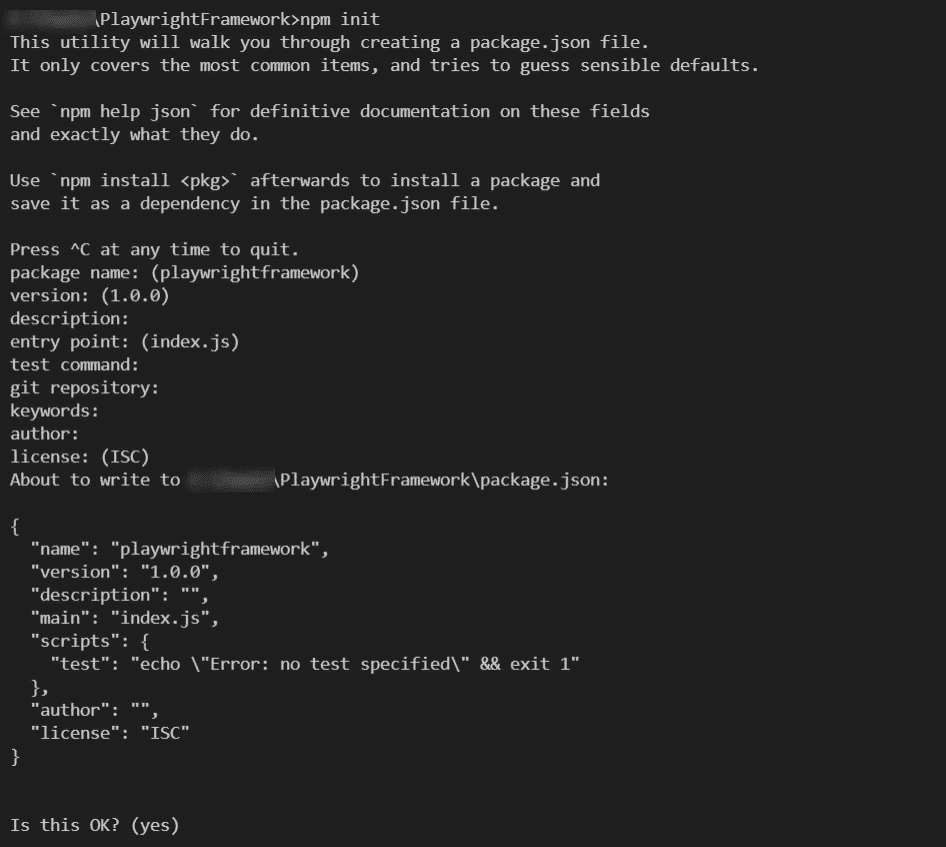 \PlaywrightFramework>npm init
This utility will walk you through creating a package.json file.
It only covers the most common items, and tries to guess sensible defaults.
See `npm help json` for definitive documentation on these fields
and exactly what they do.
Use `npm install <pkg>` afterwards to install a package and
save it as a dependency in the package.json file.
Press ^C at any time to quit.
package name: (playwrightframework)
version: (1.0.0)
description:
entry point: (index.js)
test command:
git repository:
keywords:
author:
license: (ISC)
About to write to \PlaywrightFramework\package.json:
{
  "name": "playwrightframework",
  "version": "1.0.0",
  "description": "",
  "main": "index.js",
  "scripts": {
    "test": "echo \"Error: no test specified\" && exit 1"
  },
  "author": "",
  "license": "ISC"
}
Is this OK? (yes)